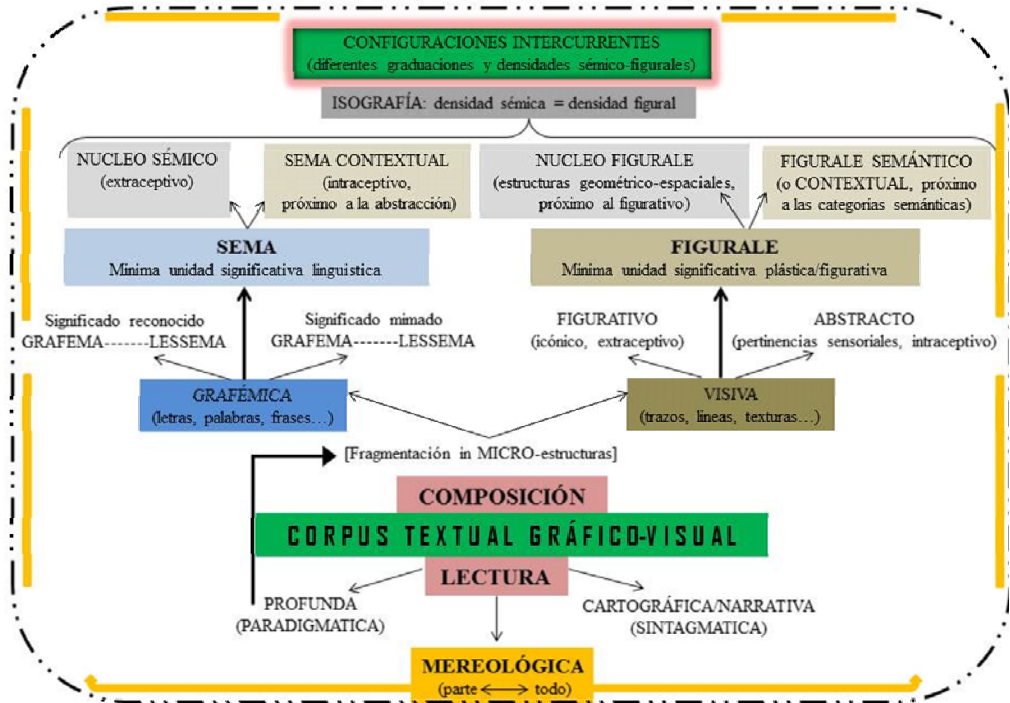 CONFIGURACIONES INTERCURRENTES
(diferentes graduaciones y densidades sémico-figurales)
ISOGRAFÍA: densidad sémica = densidad figural
NUCLEO SÉMICO
(extraceptivo)
SEMA CONTEXTUAL
(intraceptivo,
próximo a la abstracción)
NUCLEO FIGURALE
(estructuras geométrico-espaciales,
próximo al figurativo)
FIGURALE SEMÁNTICO
(o CONTEXTUAL, próximo
a las categorias semánticas)
SEMA
Minima unidad significativa linguistica
FIGURALE
Minima unidad significativa plástica/figurativa
Significado reconocido
GRAFEMA-------LESSEMA
Significado mimado
GRAFEMA-------LESSEMA
FIGURATIVO
(icónico, extraceptivo)
ABSTRACTO
(pertinencias sensoriales, intraceptivo)
GRAFÉMICA
(letras, palabras, frases…)
VISIVA
(trazos, lineas, texturas…)
[Fragmentación in MICRO-estructuras]
COMPOSICIÓN
CORPUS TEXTUAL GRÁFICO-VISUAL
LECTURA
PROFUNDA
(PARADIGMATICA)
CARTOGRÁFICA/NARRATIVA
(SINTAGMATICA)
MEREOLÓGICA
(parte ⟷ todo)